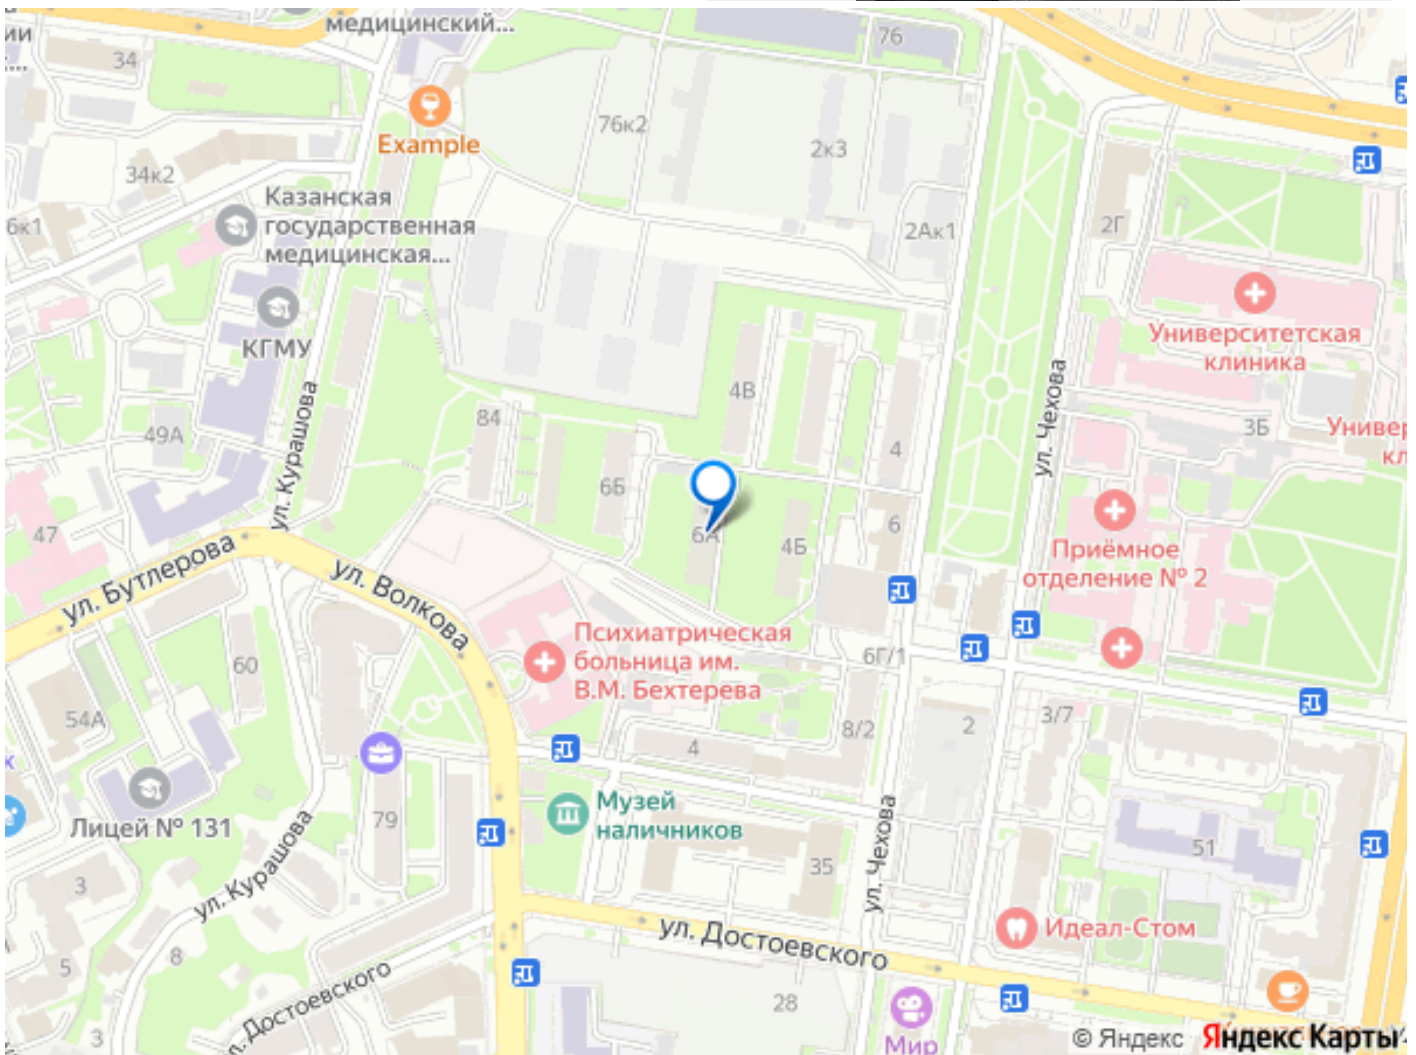 медицинский...
ии
...
34
76
Example
76к2
2к3
34к2
Казанская
государственная
медицинская...
6к1
2Ак1
2Г
КГМУ
Университетская
клиника
ул. Курашова
ул. Чехова
4В
84
49А
4
3Б
Универ
кл
6Б
47
6А
4Б
6
Приёмное
отделение № 2
ул. Бутлерова
ул. Волкова
Психиатрическая
больница им.
В.М. Бехтерева
6Г/1
60
54А
4
8/2
2
3/7
Музей
наличников
Лицей № 131
79
ул. Курашова
35
ул. Чехова
51
3
ул. Достоевского
Идеал-Стом
8
5
. Достоевского
28
3
Мир
© Яндекс Яндекс Карты